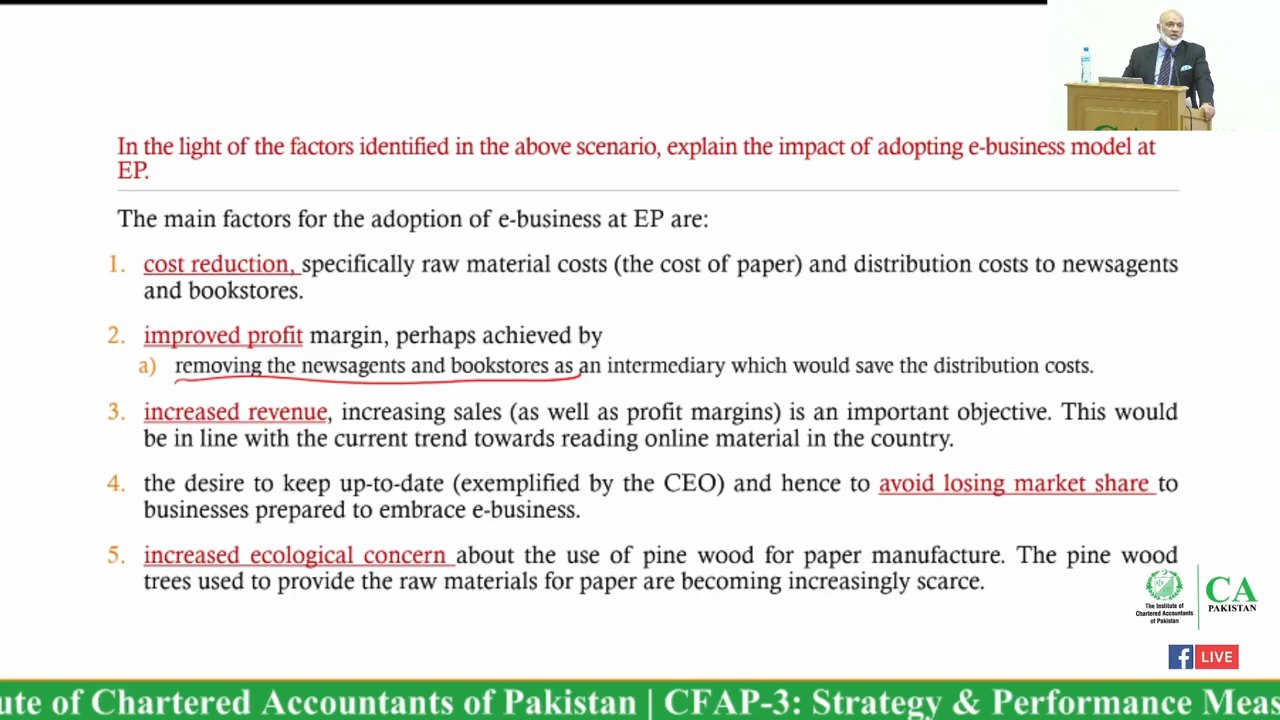 In the light of the factors identified in the above scenario, explain the impact of adopting e-business model at
EP.
The main factors for the adoption of e-business at EP are:
1. cost reduction, specifically raw material costs (the cost of paper) and distribution costs to newsagents
and bookstores.
2. improved profit margin, perhaps achieved by
a) removing the newsagents and bookstores as an intermediary which would save the distribution costs.
3. increased revenue, increasing sales (as well as profit margins) is an important objective. This would
be in line with the current trend towards reading online material in the country.
4. the desire to keep up-to-date (exemplified by the CEO) and hence to avoid losing market share to
businesses prepared to embrace e-business.
5. increased ecological concern about the use of pine wood for paper manufacture. The pine wood
trees used to provide the raw materials for paper are becoming increasingly scarce.
The Institute of
Chartered Accountants
of Pakistan
CA
PAKISTAN
f LIVE
ute of Chartered Accountants of Pakistan | CFAP-3: Strategy & Performance Meas